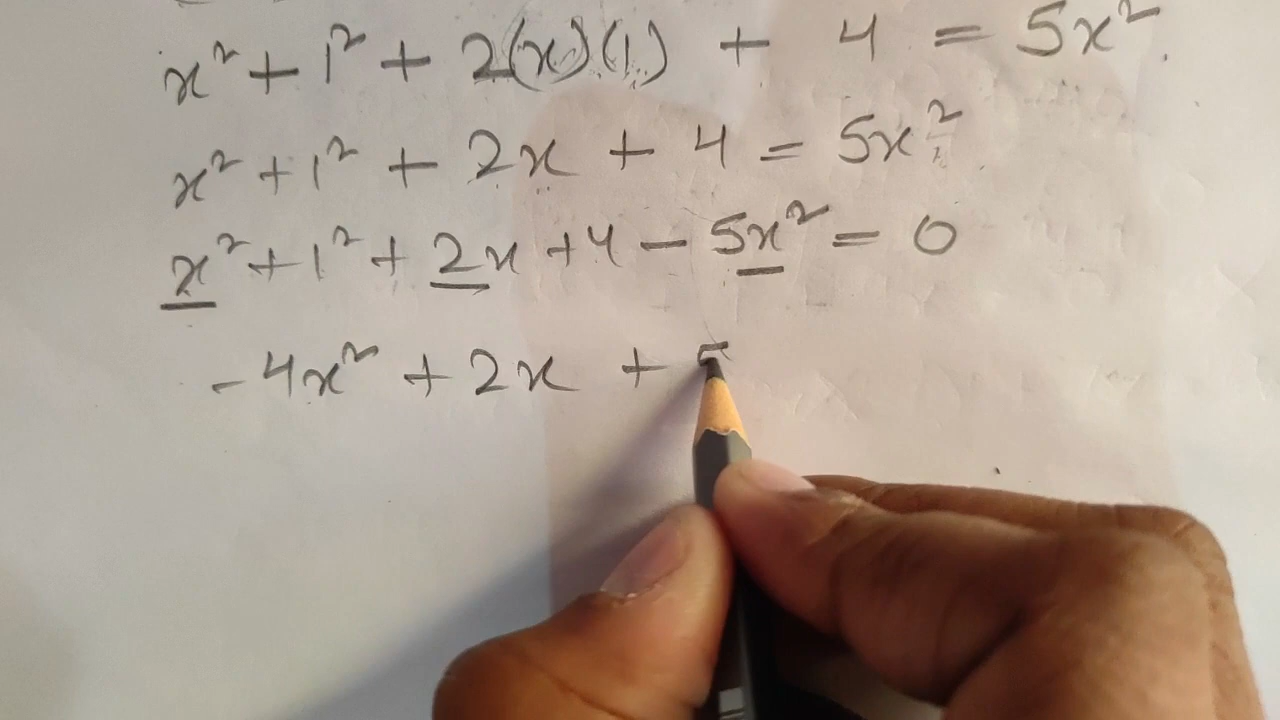 x² + 1² + 2(x)(1) + 4 = 5x².
x² + 1² + 2x + 4 = 5x².
x² + 1² + 2x + 4 - 5x² = 0
- 4x² + 2x + 5